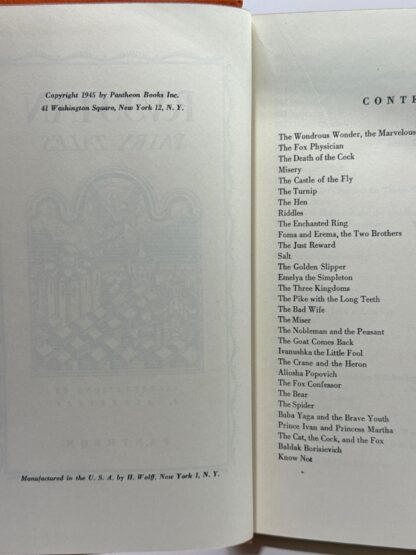 Copyright 1945 by Pantheon Books Inc.
41 Washington Square, New York 12, N. Y.
Manufactured in the U. S. A. by H. Wolff, New York 1, N. Y.
CONTE
The Wondrous Wonder, the Marvelous
The Fox Physician
The Death of the Cock
Misery
The Castle of the Fly
The Turnip
The Hen
Riddles
The Enchanted Ring
Foma and Erema, the Two Brothers
The Just Reward
Salt
The Golden Slipper
Emelya the Simpleton
The Three Kingdoms
The Pike with the Long Teeth
The Bad Wife
The Miser
The Nobleman and the Peasant
The Goat Comes Back
Ivanushka the Little Fool
The Crane and the Heron
Aliosha Popovich
The Fox Confessor
The Bear
The Spider
Baba Yaga and the Brave Youth
Prince Ivan and Princess Martha
The Cat, the Cock, and the Fox
Baldak Borisievich
Know Not